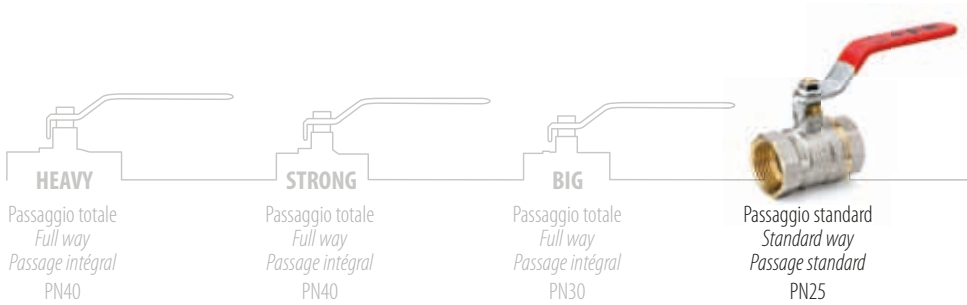 HEAVY
Passaggio totale
Full way
Passage intégral
PN40
STRONG
Passaggio totale
Full way
Passage intégral
PN40
BIG
Passaggio totale
Full way
Passage intégral
PN30
Passaggio standard
Standard way
Passage standard
PN25